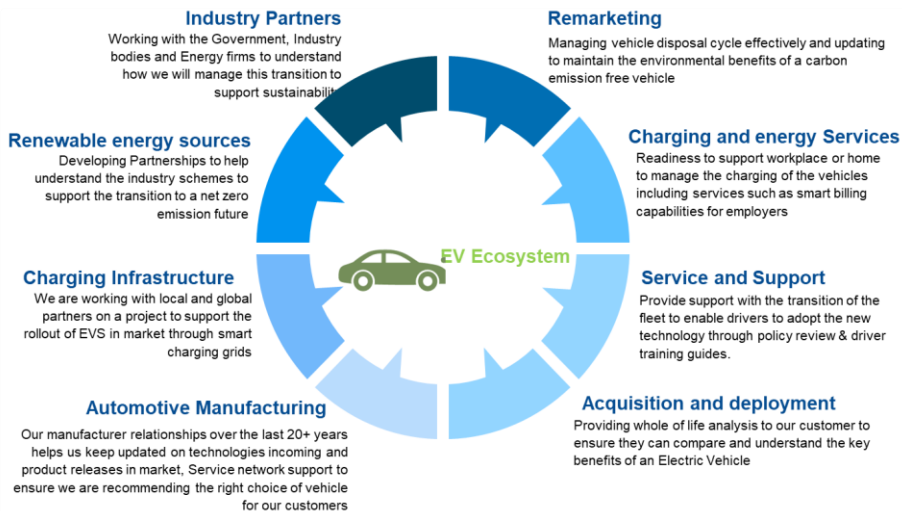 Industry Partners
Working with the Government, Industry
bodies and Energy firms to understand
how we will manage this transition to
support sustainability
Remarketing
Managing vehicle disposal cycle effectively and updating
to maintain the environmental benefits of a carbon
emission free vehicle
Renewable energy sources
Developing Partnerships to help
understand the industry schemes to
support the transition to a net zero
emission future
Charging and energy Services
Readiness to support workplace or home
to manage the charging of the vehicles
including services such as smart billing
capabilities for employers
EV Ecosystem
Charging Infrastructure
We are working with local and global
partners on a project to support the
rollout of EVS in market through smart
charging grids
Service and Support
Provide support with the transition of the
fleet to enable drivers to adopt the new
technology through policy review & driver
training guides.
Automotive Manufacturing
Our manufacturer relationships over the last 20+ years
helps us keep updated on technologies incoming and
product releases in market, Service network support to
ensure we are recommending the right choice of vehicle
for our customers
Acquisition and deployment
Providing whole of life analysis to our customer to
ensure they can compare and understand the key
benefits of an Electric Vehicle